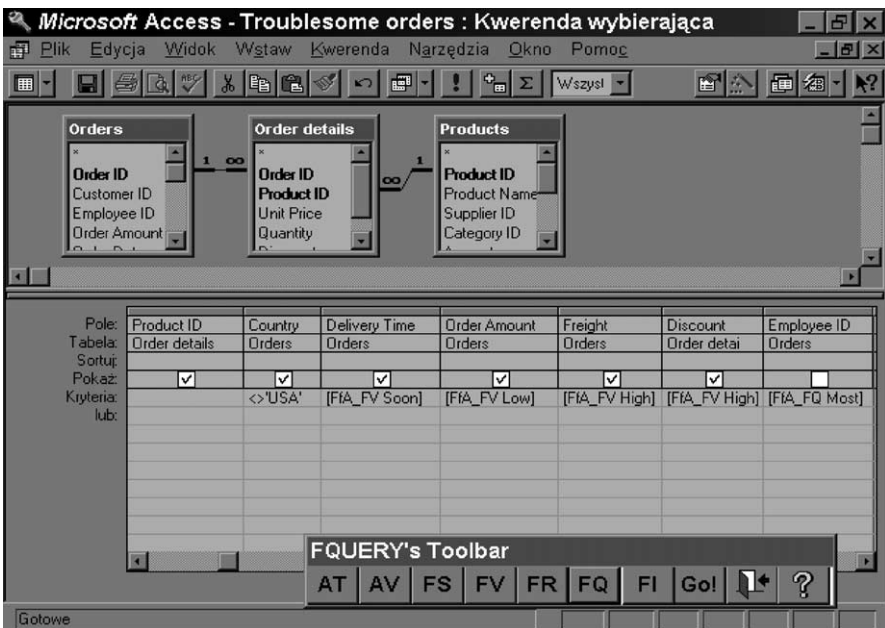 Microsoft Access - Troublesome orders : Kwerenda wybierająca
Plik Edycja Widok Wstaw Kwerenda Narzędzia Okno Pomoc
ABC Σ Wszysl
Orders Order details Products
* * *
Order ID Order ID Product ID
Customer ID Product ID Product Name
Employee ID Unit Price Supplier ID
Order Amount Quantity Category ID
1 ∞ ∞ 1
Pole: Product ID Country Delivery Time Order Amount Freight Discount Employee ID
Tabela: Order details Orders Orders Orders Orders Order detai Orders
Sortuj:
Pokaż:
Kryteria: <>'USA' [FfA_FV Soon] [FfA_FV Low] [FfA_FV High] [FfA_FV High] [FfA_FQ Most]
lub:
FQUERY's Toolbar
AT AV FS FV FR FQ FI Go! ?
Gotowe